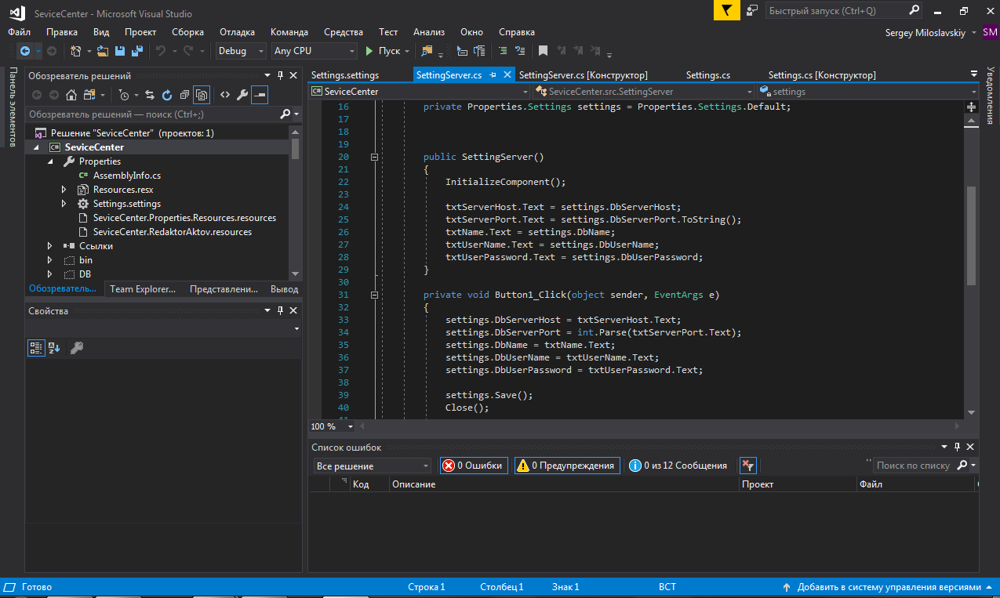 SeviceCenter - Microsoft Visual Studio
Быстрый запуск (Ctrl+Q)
Файл Правка Вид Проект Сборка Отладка Команда Средства Тест Анализ Окно Справка
Sergey Miloslavskiy SM
Debug Any CPU Пуск
Панель элементов
Обозреватель решений
Обозреватель решений — поиск (Ctrl+;)
Решение "SeviceCenter" (проектов: 1)
SeviceCenter
Properties
AssemblyInfo.cs
Resources.resx
Settings.settings
SeviceCenter.Properties.Resources.resources
SeviceCenter.RedaktorAktov.resources
Ссылки
bin
DB
Обозреватель... Team Explorer... Представлени... Вывод
Свойства
Settings.settings SettingServer.cs SettingServer.cs [Конструктор] Settings.cs Settings.cs [Конструктор]
SeviceCenter SeviceCenter.src.SettingServer settings
16 private Properties.Settings settings = Properties.Settings.Default;
17
18
19
20 public SettingServer()
21 {
22 InitializeComponent();
23
24 txtServerHost.Text = settings.DbServerHost;
25 txtServerPort.Text = settings.DbServerPort.ToString();
26 txtName.Text = settings.DbName;
27 txtUserName.Text = settings.DbUserName;
28 txtUserPassword.Text = settings.DbUserPassword;
29 }
30
31 private void Button1_Click(object sender, EventArgs e)
32 {
33 settings.DbServerHost = txtServerHost.Text;
34 settings.DbServerPort = int.Parse(txtServerPort.Text);
35 settings.DbName = txtName.Text;
36 settings.DbUserName = txtUserName.Text;
37 settings.DbUserPassword = txtUserPassword.Text;
38
39 settings.Save();
40 Close();
100 %
Уведомления
Список ошибок
Все решение 0 Ошибки 0 Предупреждения 0 из 12 Сообщения Поиск по списку
Код Описание Проект Файл
Готово Строка 1 Столбец 1 Знак 1 ВСТ Добавить в систему управления версиями